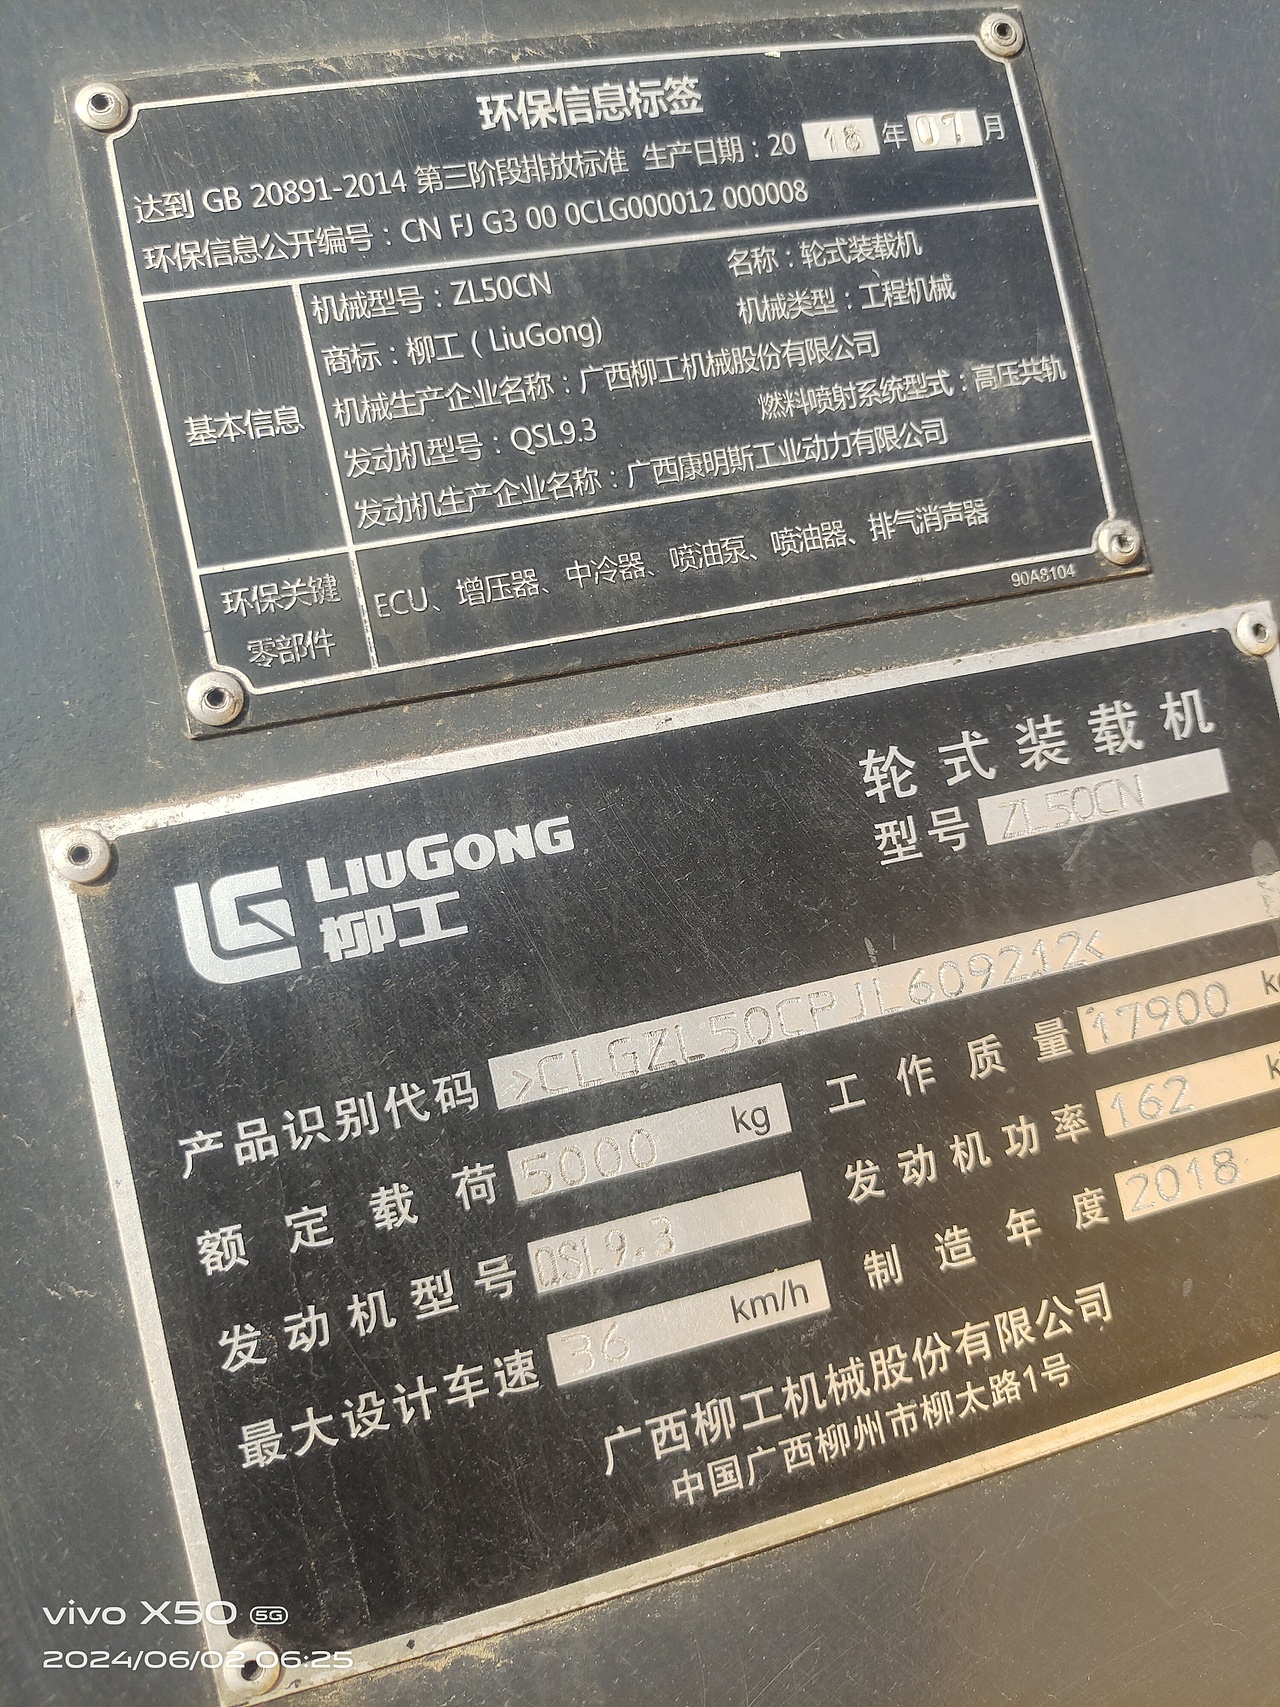 环保信息标签
达到 GB 20891-2014 第三阶段排放标准 生产日期：20 18 年 07 月
环保信息公开编号：CN FJ G3 00 0CLG000012 000008
基本信息
机械型号：ZL50CN 名称：轮式装载机
商标：柳工（LiuGong） 机械类型：工程机械
机械生产企业名称：广西柳工机械股份有限公司
发动机型号：QSL9.3 燃料喷射系统型式：高压共轨
发动机生产企业名称：广西康明斯工业动力有限公司
环保关键
零部件
ECU、增压器、中冷器、喷油泵、喷油器、排气消声器
90A8104
LG LIUGONG
柳工
轮式装载机
型号 ZL50CN
产品识别代码 >CLGZL50CPJL609212<
额定载荷 5000 kg 工作质量 17900
发动机型号 QSL9.3 发动机功率 162
最大设计车速 36 km/h 制造年度 2018
广西柳工机械股份有限公司
中国广西柳州市柳太路1号
vivo X50 5G
2024/06/02 06:25